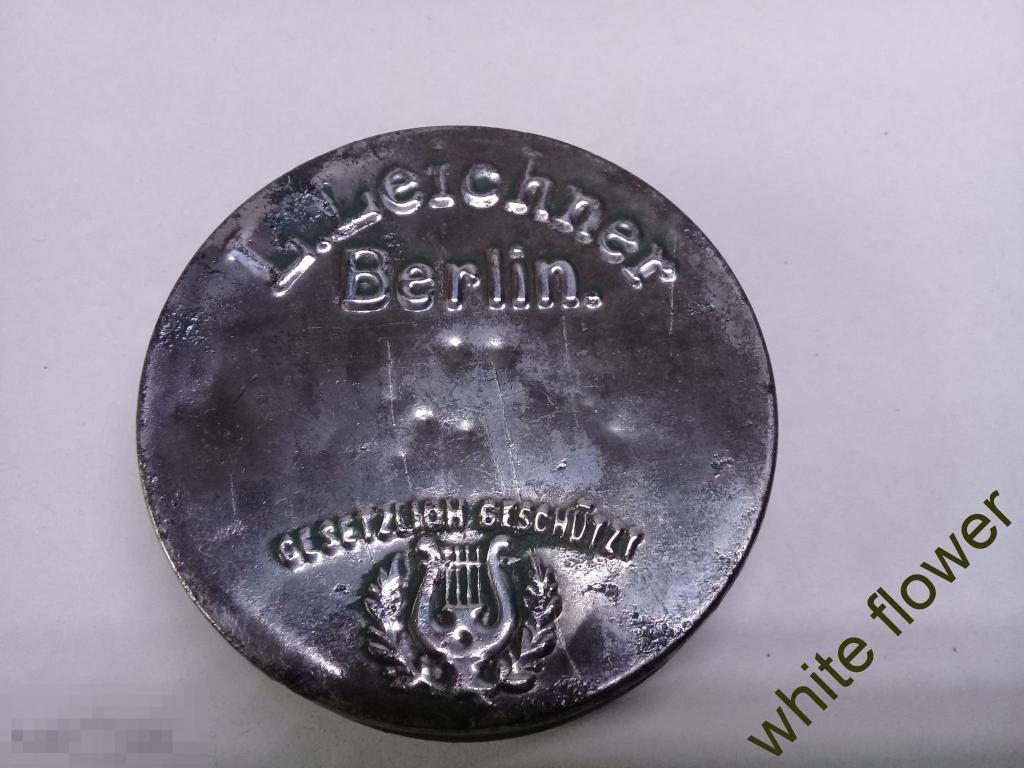 L. Leichner
Berlin.
GESETZLICH GESCHÜTZT
white flower